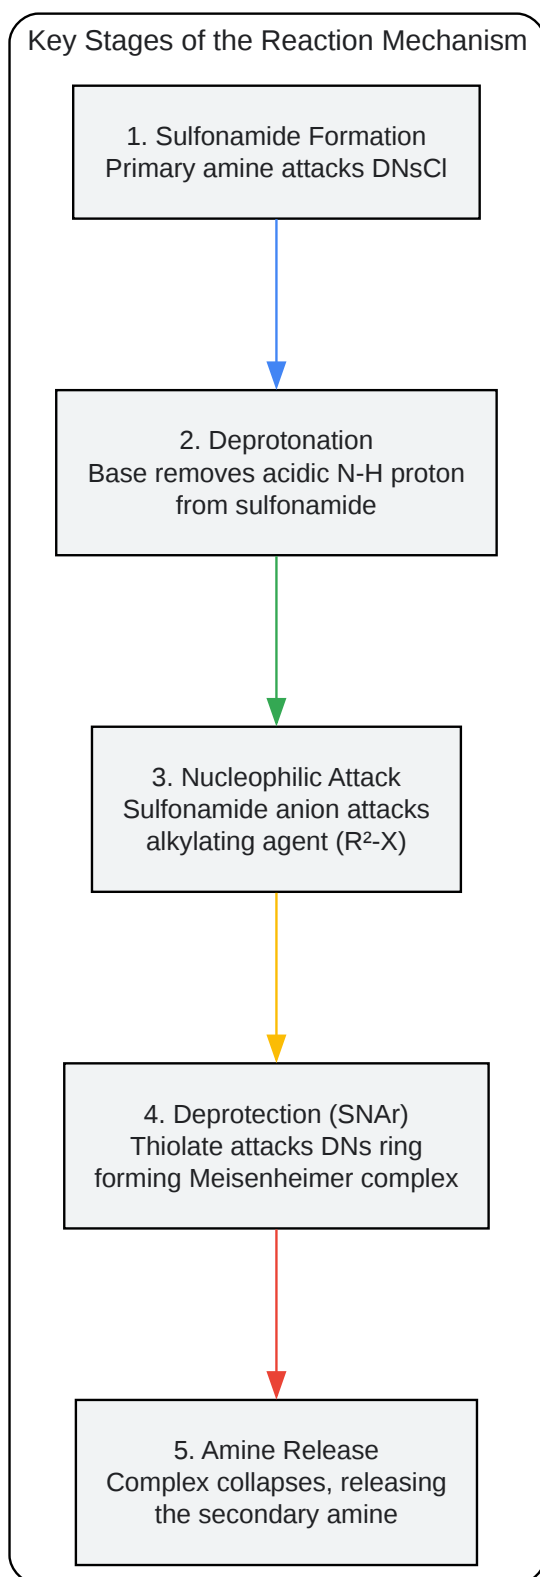 Key Stages of the Reaction Mechanism
1. Sulfonamide Formation
Primary amine attacks DNsCl
2. Deprotonation
Base removes acidic N-H proton
from sulfonamide
3. Nucleophilic Attack
Sulfonamide anion attacks
alkylating agent (R²-X)
4. Deprotection (SNAr)
Thiolate attacks DNs ring
forming Meisenheimer complex
5. Amine Release
Complex collapses, releasing
the secondary amine